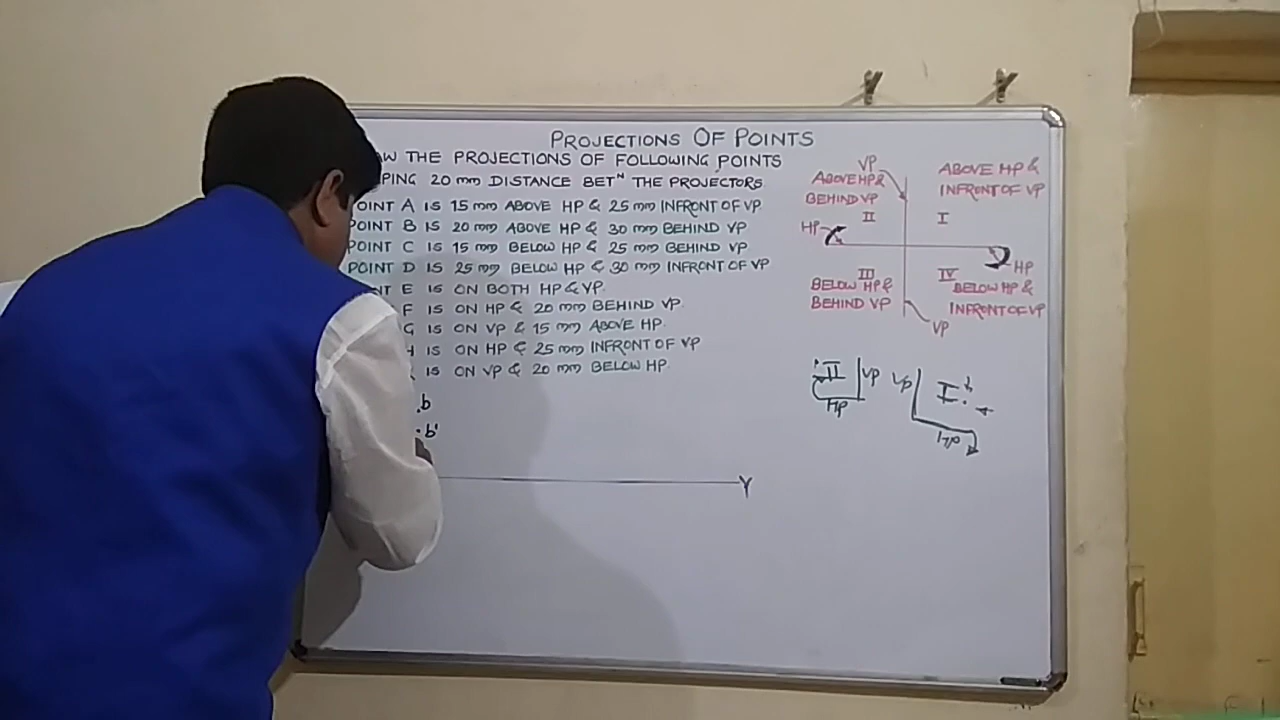 PROJECTIONS OF POINTS
THE PROJECTIONS OF FOLLOWING POINTS
20 mm DISTANCE BETᴺ THE PROJECTORS
POINT A IS 15 mm ABOVE HP & 25 mm INFRONT OF VP
POINT B IS 20 mm ABOVE HP & 30 mm BEHIND VP
POINT C IS 15 mm BELOW HP & 25 mm BEHIND VP
POINT D IS 25 mm BELOW HP & 30 mm INFRONT OF VP
E IS ON BOTH HP & VP.
F IS ON HP & 20 mm BEHIND VP.
G IS ON VP & 15 mm ABOVE HP.
H IS ON HP & 25 mm INFRONT OF VP
IS ON VP & 20 mm BELOW HP.
b
b'
Y
VP
ABOVE HP &
BEHIND VP
II
ABOVE HP &
INFRONT OF VP
I
HP
HP
III
BELOW HP &
BEHIND VP
IV
BELOW HP &
INFRONT OF VP
VP
II
VP
HP
VP
I
HP